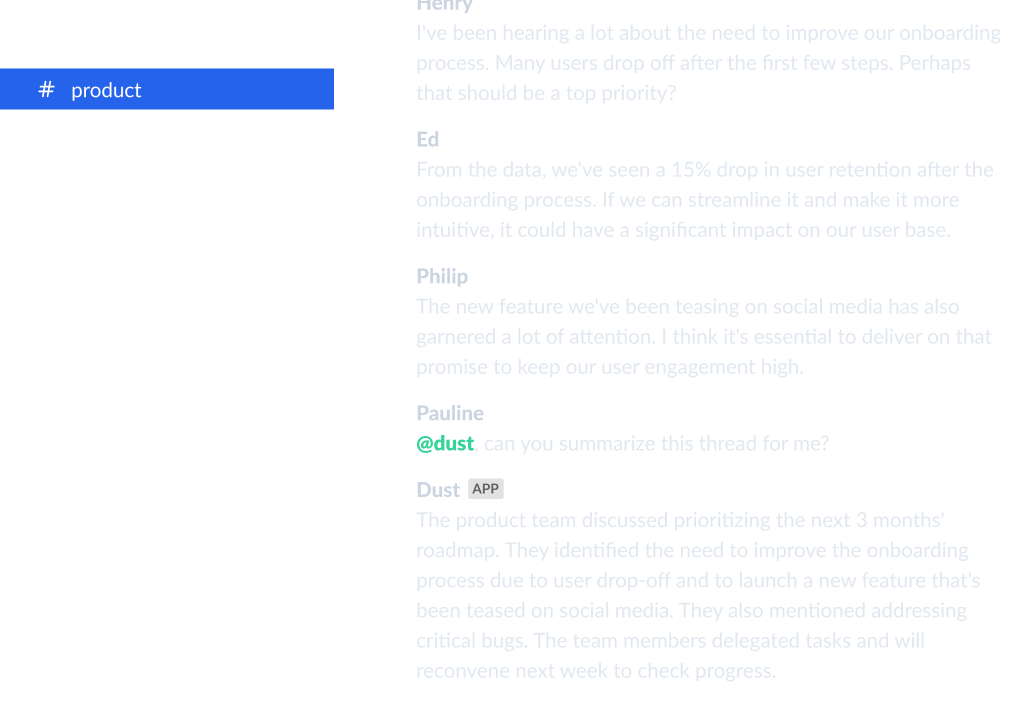 Henry
I've been hearing a lot about the need to improve our onboarding
process. Many users drop off after the first few steps. Perhaps
that should be a top priority?
# product
Ed
From the data, we've seen a 15% drop in user retention after the
onboarding process. If we can streamline it and make it more
intuitive, it could have a significant impact on our user base.
Philip
The new feature we've been teasing on social media has also
garnered a lot of attention. I think it's essential to deliver on that
promise to keep our user engagement high.
Pauline
@dust, can you summarize this thread for me?
Dust APP
The product team discussed prioritizing the next 3 months'
roadmap. They identified the need to improve the onboarding
process due to user drop-off and to launch a new feature that's
been teased on social media. They also mentioned addressing
critical bugs. The team members delegated tasks and will
reconvene next week to check progress.